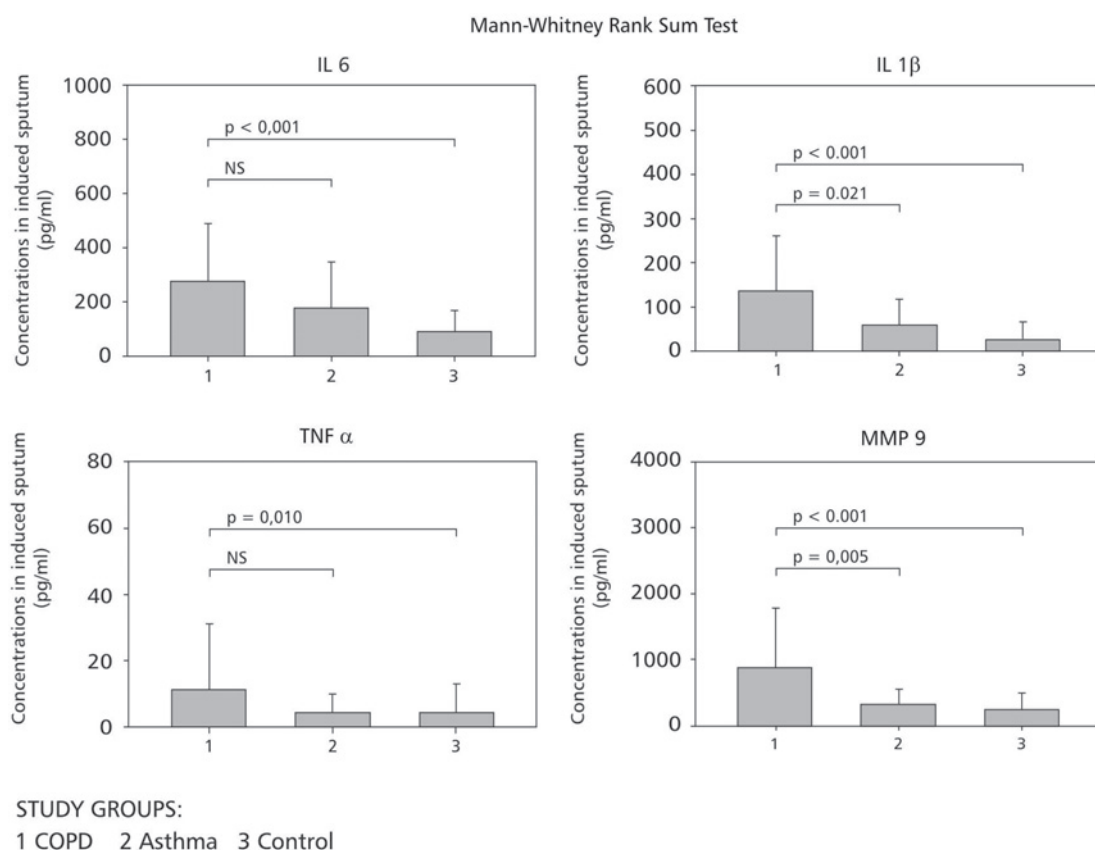 Mann-Whitney Rank Sum Test
IL 6
Concentrations in induced sputum
(pg/ml)
1000
800
600
400
200
0
p < 0,001
NS
1
2
3
IL 1β
Concentrations in induced sputum
(pg/ml)
600
500
400
300
200
100
0
p < 0.001
p = 0.021
1
2
3
TNF α
Concentrations in induced sputum
(pg/ml)
80
60
40
20
0
p = 0,010
NS
1
2
3
MMP 9
Concentrations in induced sputum
(pg/ml)
4000
3000
2000
1000
0
p < 0.001
p = 0,005
1
2
3
STUDY GROUPS:
1 COPD 2 Asthma 3 Control